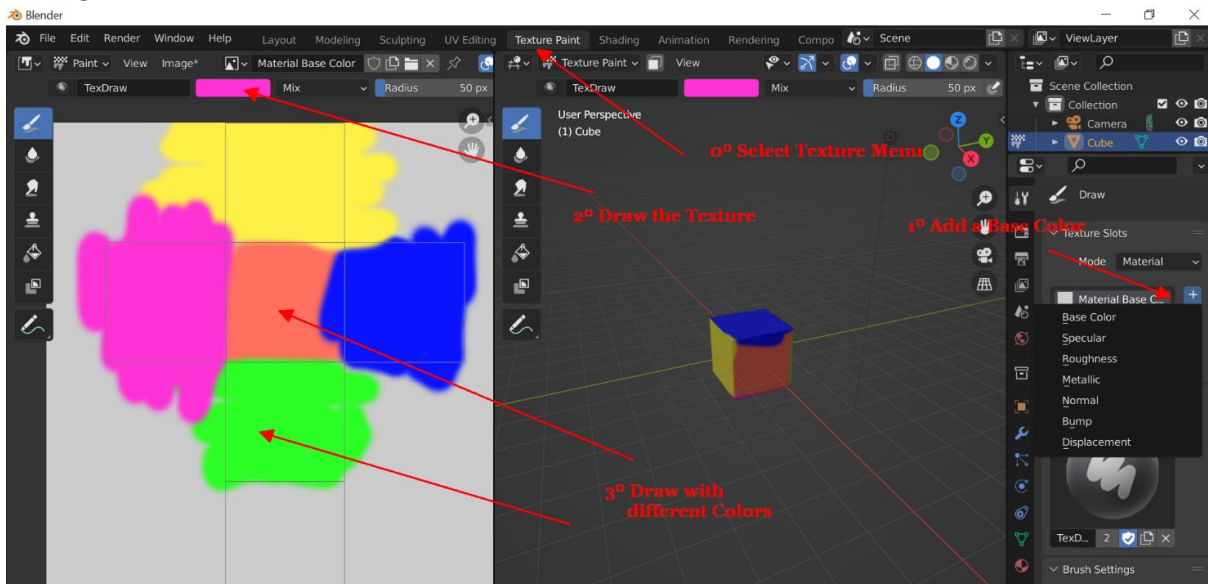 Blender
File Edit Render Window Help Layout Modeling Sculpting UV Editing Texture Paint Shading Animation Rendering Compo Scene ViewLayer
Paint View Image* Material Base Color Texture Paint View
TexDraw Mix Radius 50 px TexDraw Mix Radius 50 px
Scene Collection
Collection
Camera
Cube
User Perspective
(1) Cube
Z
Y
X
0º Select Texture Menu
2º Draw the Texture
1º Add a Base Color
3º Draw with
different Colors
Draw
Texture Slots
Mode Material
Material Base C...
Base Color
Specular
Roughness
Metallic
Normal
Bump
Displacement
TexD... 2
Brush Settings